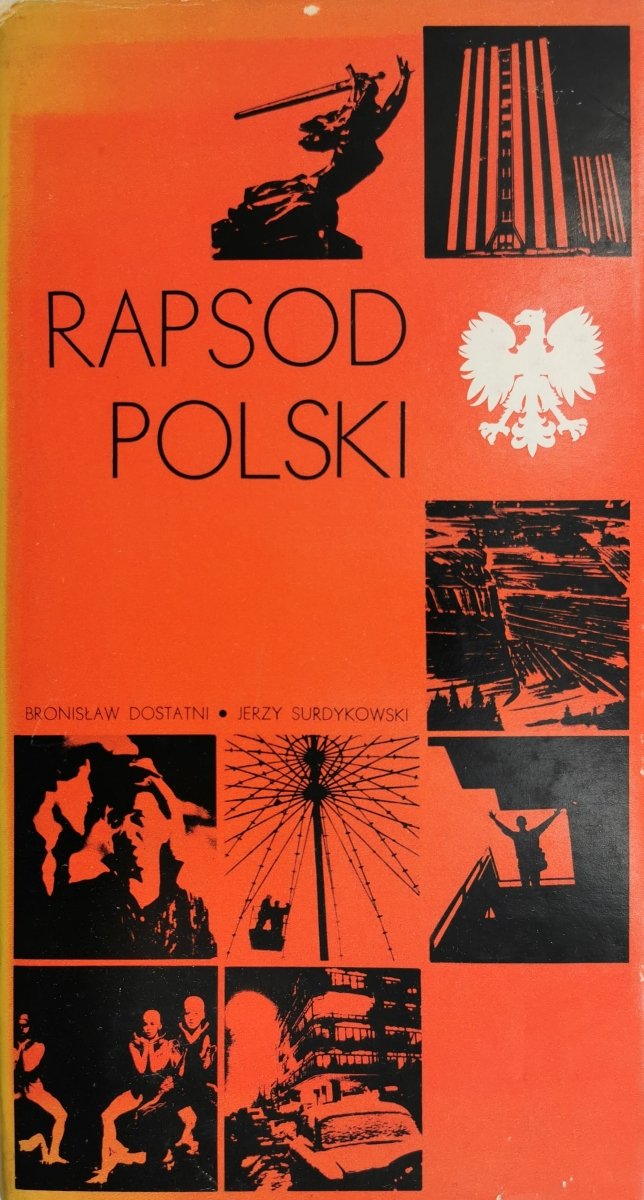 RAPSOD
POLSKI
BRONISŁAW DOSTATNI • JERZY SURDYKOWSKI